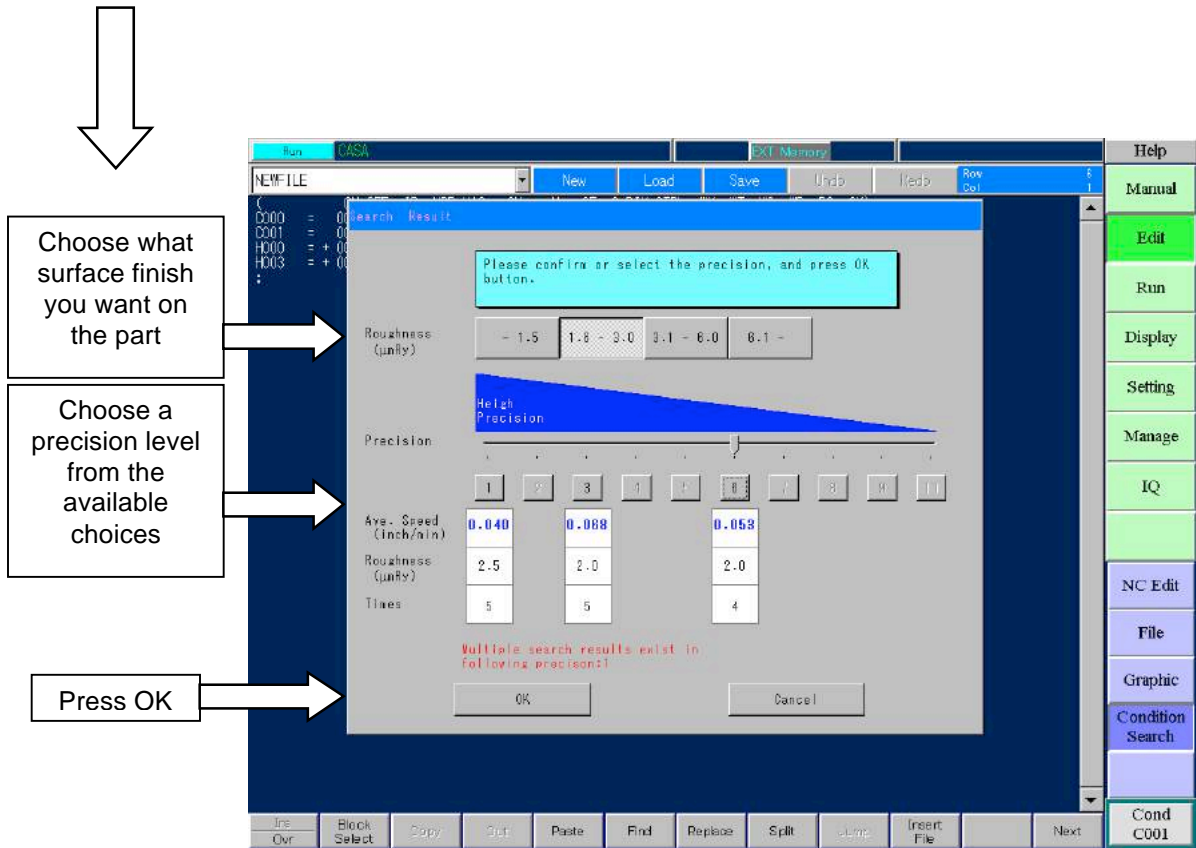 Run CASA EXT Memory Help
NEWFILE New Load Save Undo Redo Row 6
Col 1
Manual
C000 = 00
C001 = 00
H000 = + 00
H003 = + 00
;
Search Result
Edit
Choose what
surface finish
you want on
the part
Please confirm or select the precision, and press OK
button.
Run
Roughness
(µmRy)
- 1.5 1.6 - 3.0 3.1 - 6.0 6.1 -
Display
Setting
Choose a
precision level
from the
available
choices
Heigh
Precision
Precision
Manage
1 2 3 4 5 6 7 8 9 10
IQ
Ave. Speed
(inch/min)
0.040 0.068 0.053
Roughness
(µmRy)
2.5 2.0 2.0
Times 5 5 4
NC Edit
File
Multiple search results exist in
following precison:1
Graphic
Press OK
OK Cancel
Condition
Search
Ins
Ovr
Block
Select
Copy Cut Paste Find Replace Split Jump
Insert
File
Next
Cond
C001